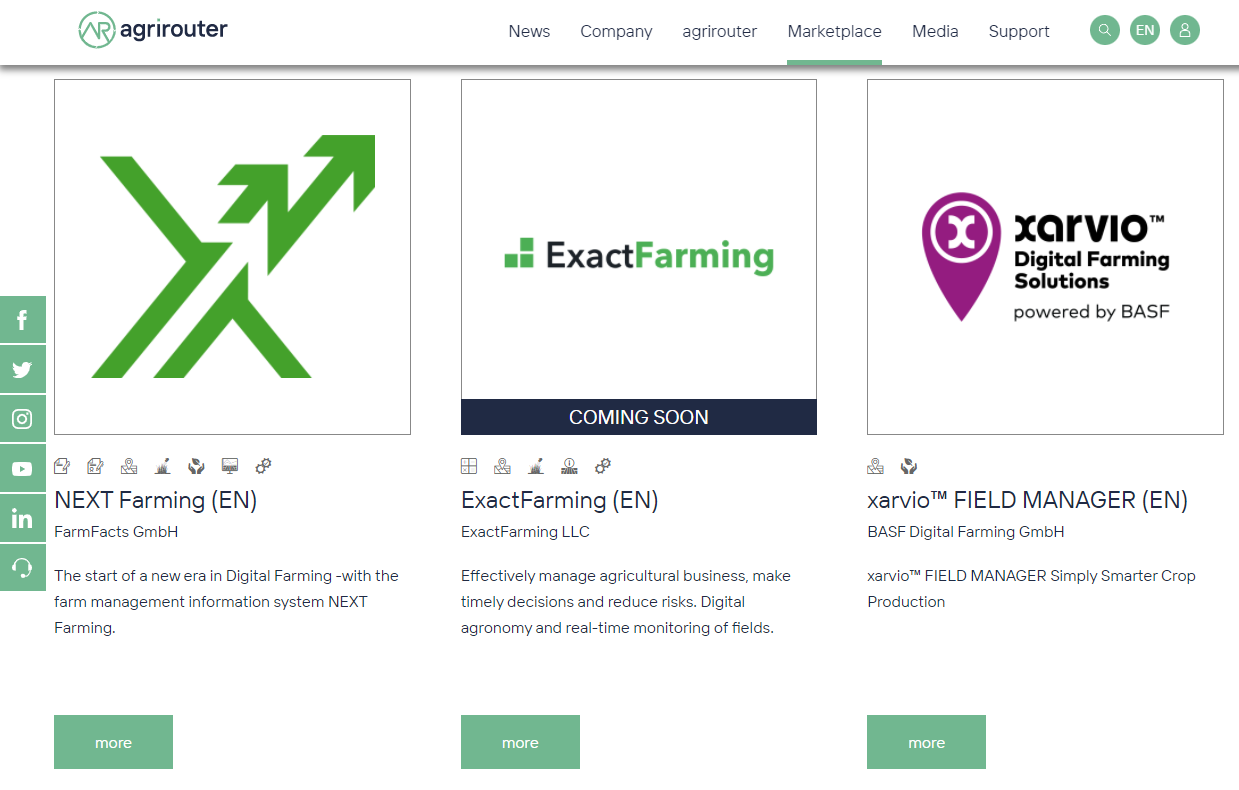 AR agrirouter
News Company agrirouter Marketplace Media Support EN
ExactFarming
xarvio™
Digital Farming
Solutions
powered by BASF
COMING SOON
NEXT Farming (EN)
FarmFacts GmbH
The start of a new era in Digital Farming -with the
farm management information system NEXT
Farming.
more
ExactFarming (EN)
ExactFarming LLC
Effectively manage agricultural business, make
timely decisions and reduce risks. Digital
agronomy and real-time monitoring of fields.
more
xarvio™ FIELD MANAGER (EN)
BASF Digital Farming GmbH
xarvio™ FIELD MANAGER Simply Smarter Crop
Production
more